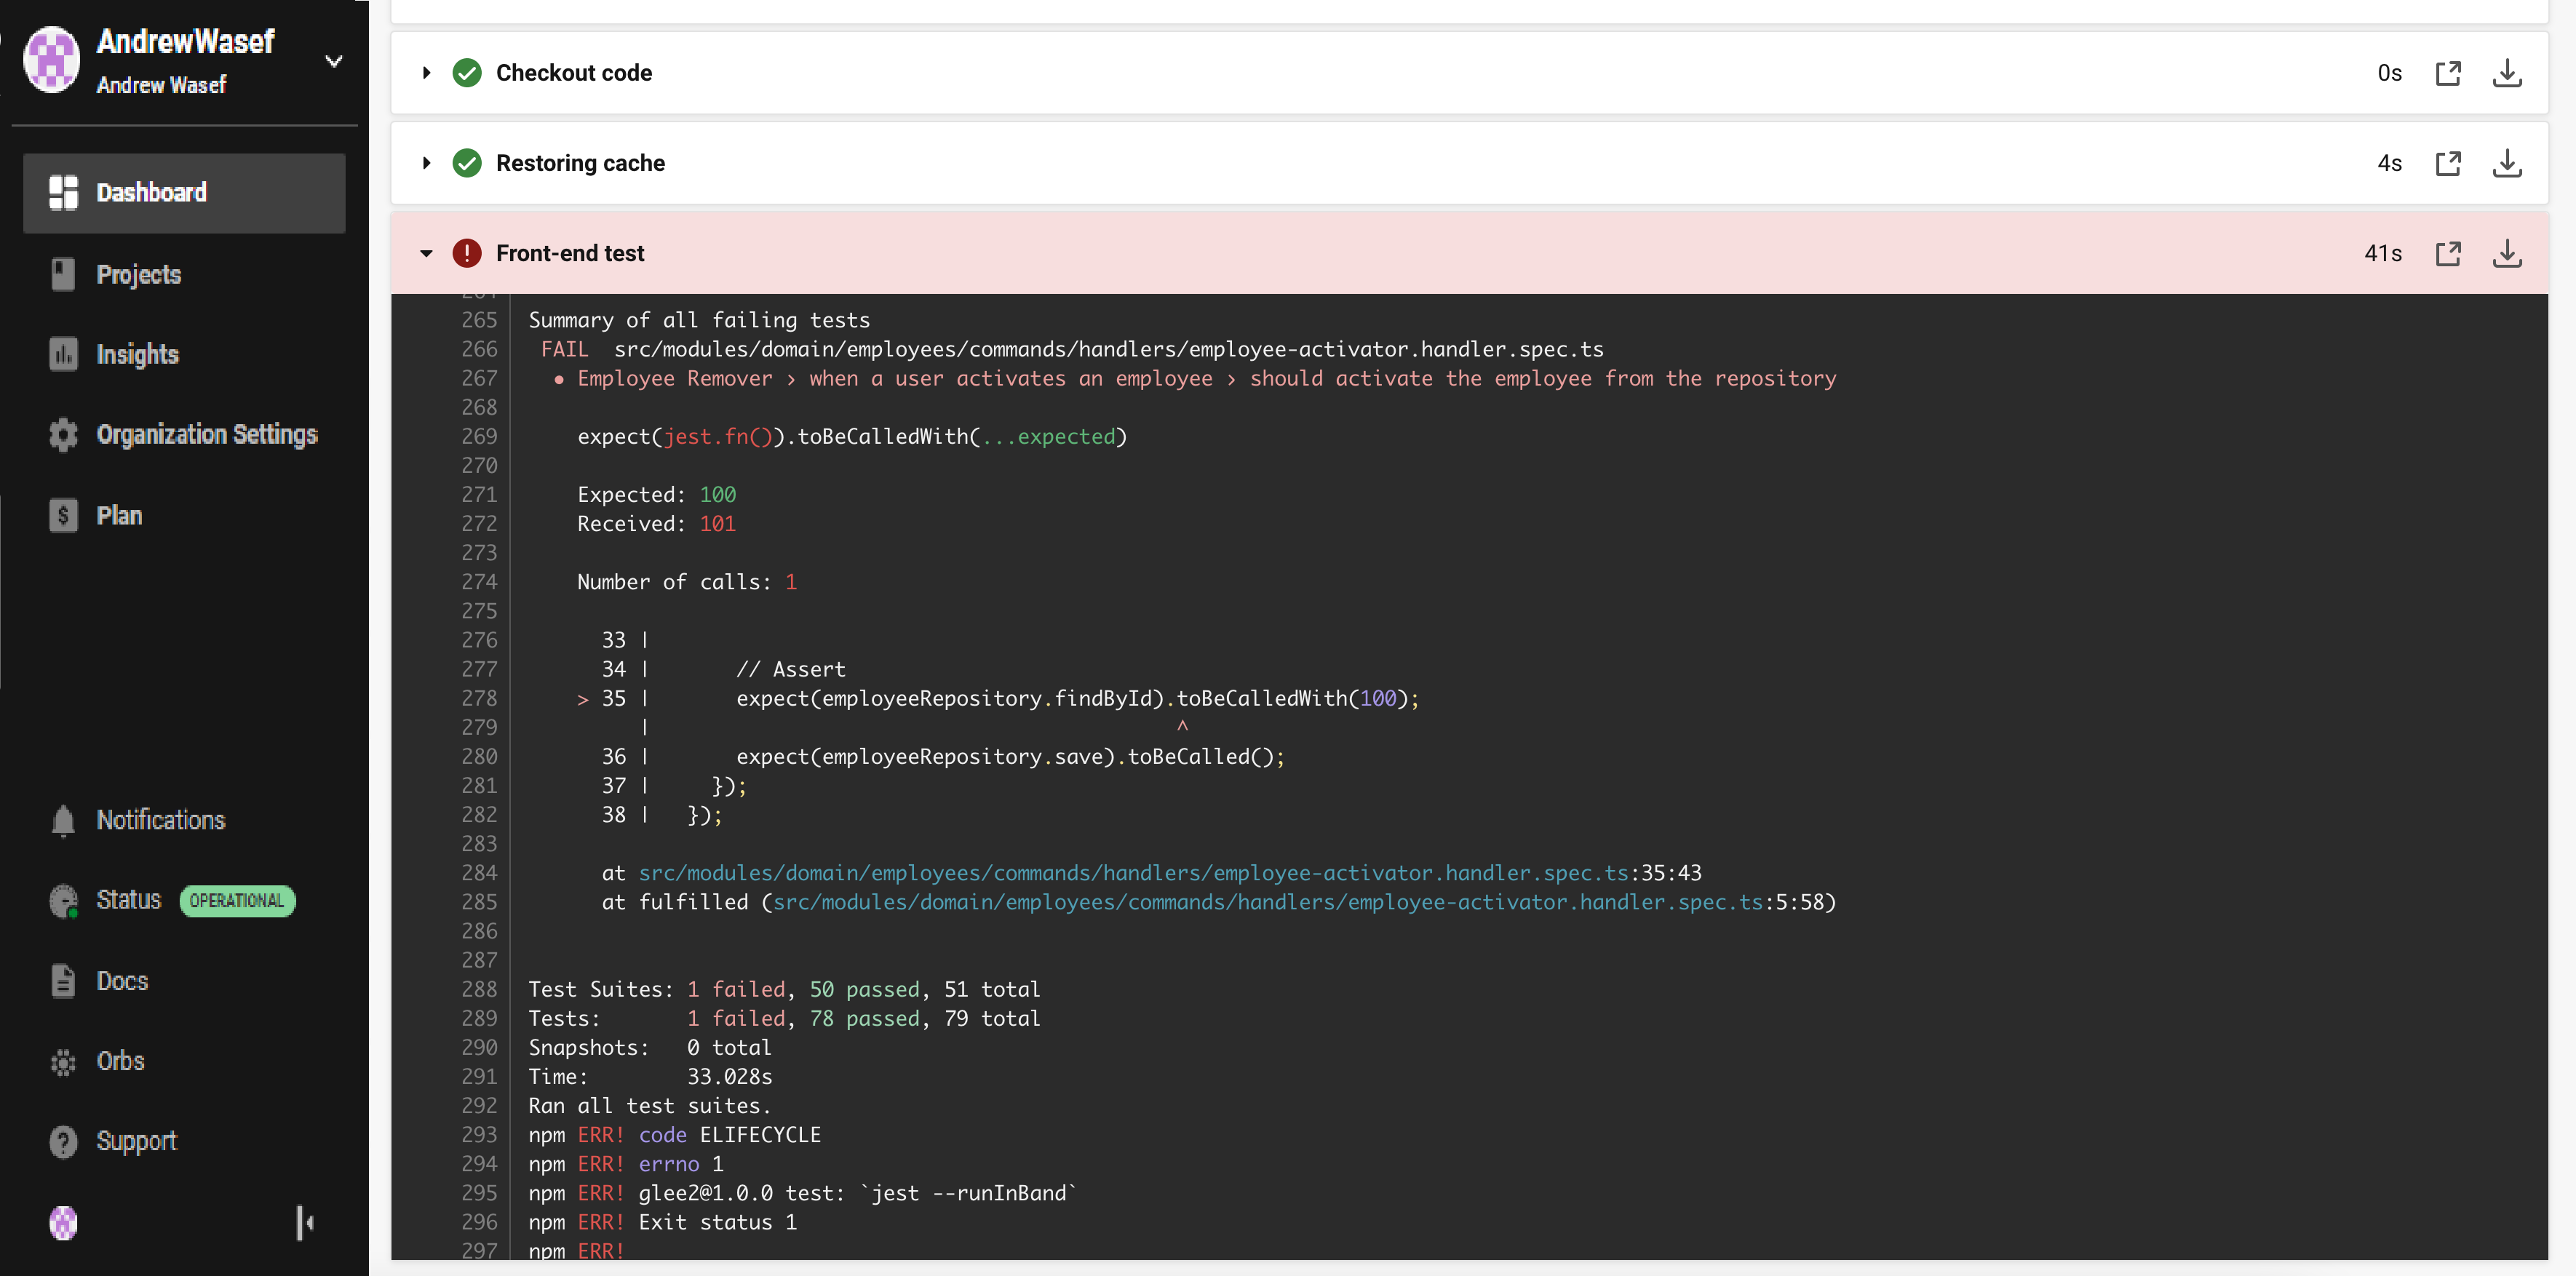 AndrewWasef
Andrew Wasef
Dashboard
Projects
Insights
Organization Settings
$ Plan
Notifications
Status OPERATIONAL
Docs
Orbs
? Support
Checkout code 0s
Restoring cache 4s
! Front-end test 41s
264
265 Summary of all failing tests
266 FAIL src/modules/domain/employees/commands/handlers/employee-activator.handler.spec.ts
267 ● Employee Remover › when a user activates an employee › should activate the employee from the repository
268
269 expect(jest.fn()).toBeCalledWith(...expected)
270
271 Expected: 100
272 Received: 101
273
274 Number of calls: 1
275
276 33 |
277 34 | // Assert
278 > 35 | expect(employeeRepository.findById).toBeCalledWith(100);
279 | ^
280 36 | expect(employeeRepository.save).toBeCalled();
281 37 | });
282 38 | });
283
284 at src/modules/domain/employees/commands/handlers/employee-activator.handler.spec.ts:35:43
285 at fulfilled (src/modules/domain/employees/commands/handlers/employee-activator.handler.spec.ts:5:58)
286
287
288 Test Suites: 1 failed, 50 passed, 51 total
289 Tests: 1 failed, 78 passed, 79 total
290 Snapshots: 0 total
291 Time: 33.028s
292 Ran all test suites.
293 npm ERR! code ELIFECYCLE
294 npm ERR! errno 1
295 npm ERR! glee2@1.0.0 test: `jest --runInBand`
296 npm ERR! Exit status 1
297 npm ERR!